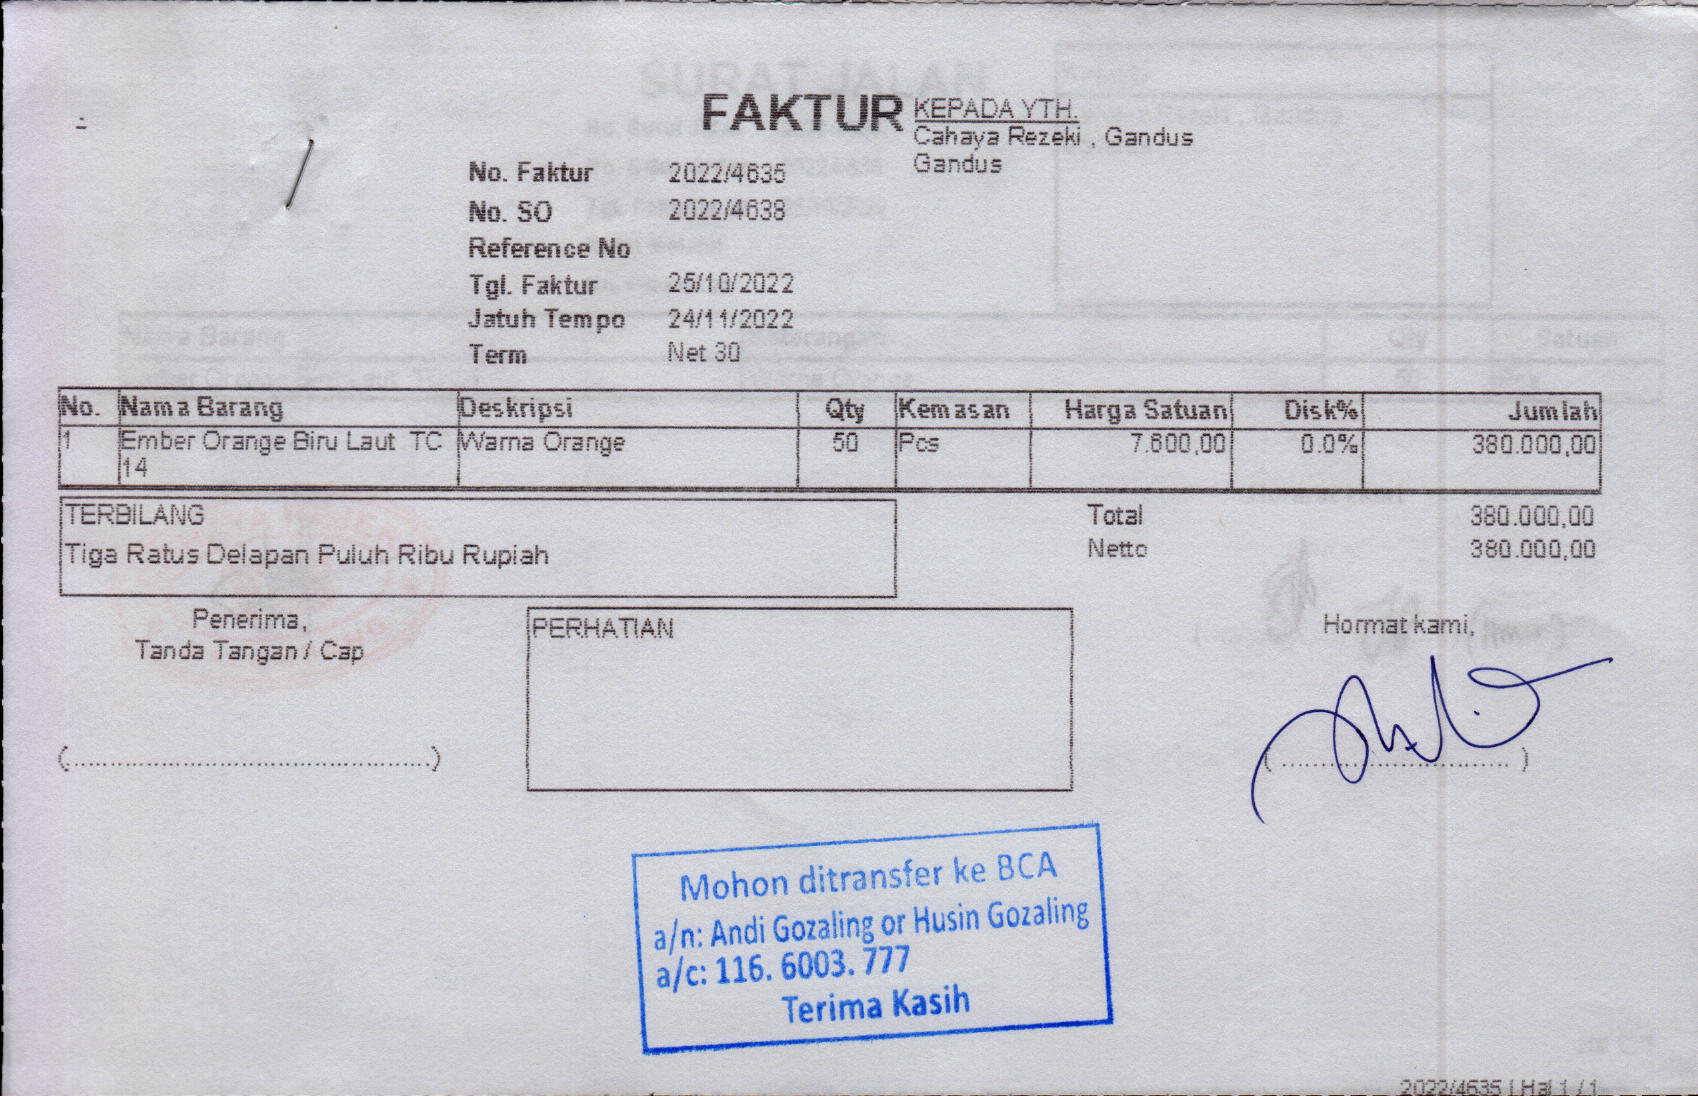 FAKTUR
KEPADA YTH.
Cahaya Rezeki , Gandus
Gandus
No. Faktur 2022/4635
No. SO 2022/4638
Reference No
Tgl. Faktur 25/10/2022
Jatuh Tempo 24/11/2022
Term Net 30
No. Nama Barang Deskripsi Qty Kemasan Harga Satuan Disk% Jumlah
1 Ember Orange Biru Laut TC Warna Orange 50 Pcs 7.600,00 0.0% 380.000,00
14
TERBILANG
Tiga Ratus Delapan Puluh Ribu Rupiah
Total 380.000,00
Netto 380.000,00
Penerima,
Tanda Tangan / Cap
PERHATIAN
Hormat kami,
Mohon ditransfer ke BCA
a/n: Andi Gozaling or Husin Gozaling
a/c: 116. 6003. 777
Terima Kasih
2022/4635 | Hal 1 / 1